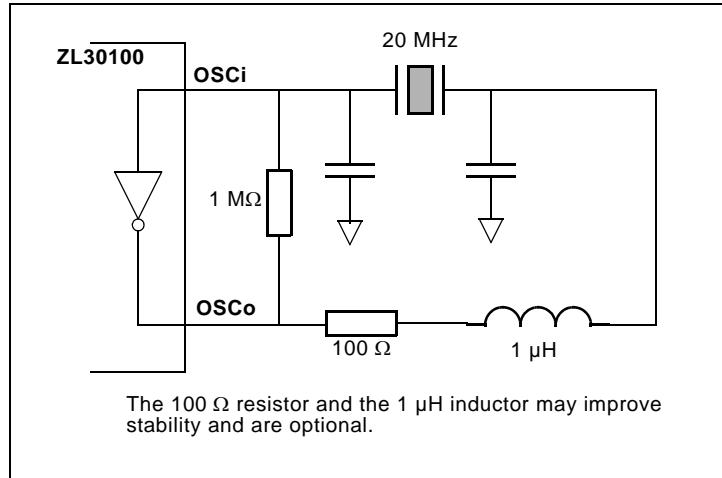 20 MHz
ZL30100
OSCi
1 MΩ
OSCo
100 Ω
1 µH
The 100 Ω resistor and the 1 µH inductor may improve
stability and are optional.